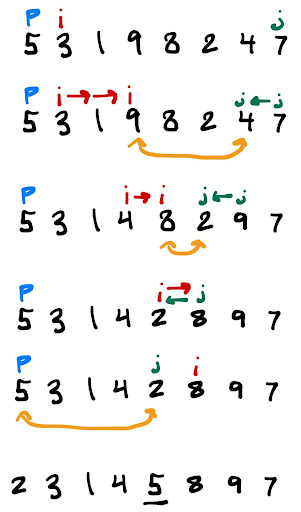 P i j
5 3 1 9 8 2 4 7
P i i j j
5 3 1 9 8 2 4 7
i i j j
P
5 3 1 4 8 2 9 7
i j
P
5 3 1 4 2 8 9 7
P j i
5 3 1 4 2 8 9 7
2 3 1 4 5 8 9 7